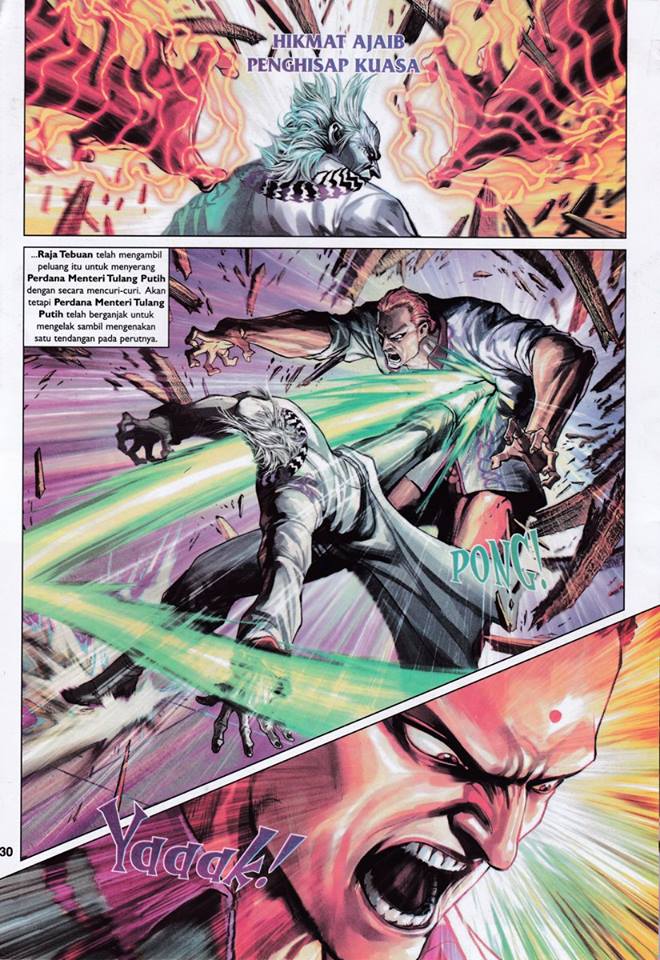 HIKMAT AJAIB
PENGHISAP KUASA
...Raja Tebuan telah mengambil
peluang itu untuk menyerang
Perdana Menteri Tulang Putih
dengan secara mencuri-curi. Akan
tetapi Perdana Menteri Tulang
Putih telah berganjak untuk
mengelak sambil mengenakan
satu tendangan pada perutnya.
PONG!
Yaaak!!
30